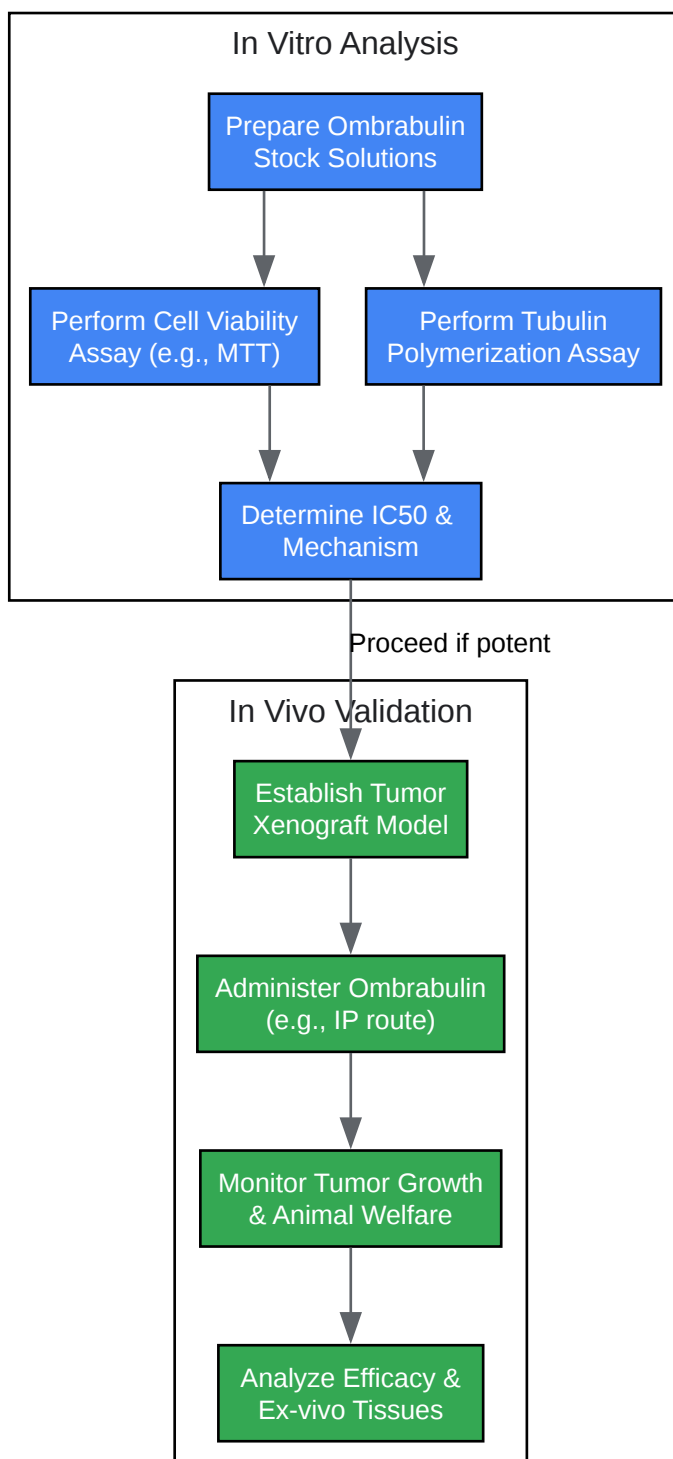 In Vitro Analysis
Prepare Ombrabulin
Stock Solutions
Perform Cell Viability
Assay (e.g., MTT)
Perform Tubulin
Polymerization Assay
Determine IC50 &
Mechanism
Proceed if potent
In Vivo Validation
Establish Tumor
Xenograft Model
Administer Ombrabulin
(e.g., IP route)
Monitor Tumor Growth
& Animal Welfare
Analyze Efficacy &
Ex-vivo Tissues